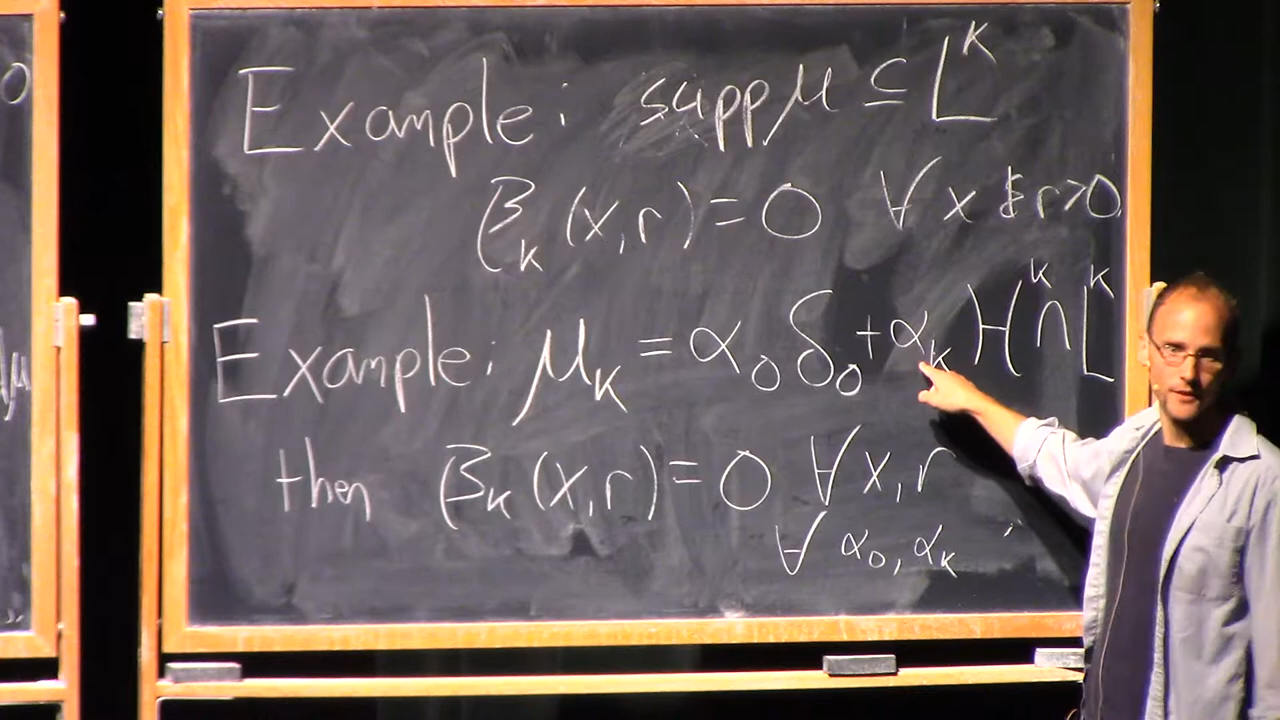 Example: supp μ ⊆ L^K
β_K (x,r) = 0 ∀ x & r>0
Example: μ_K = α_0 δ_0 + α_K H^K ∩ L^K
then β_K (x,r) = 0 ∀ x,r
∀ α_0, α_K